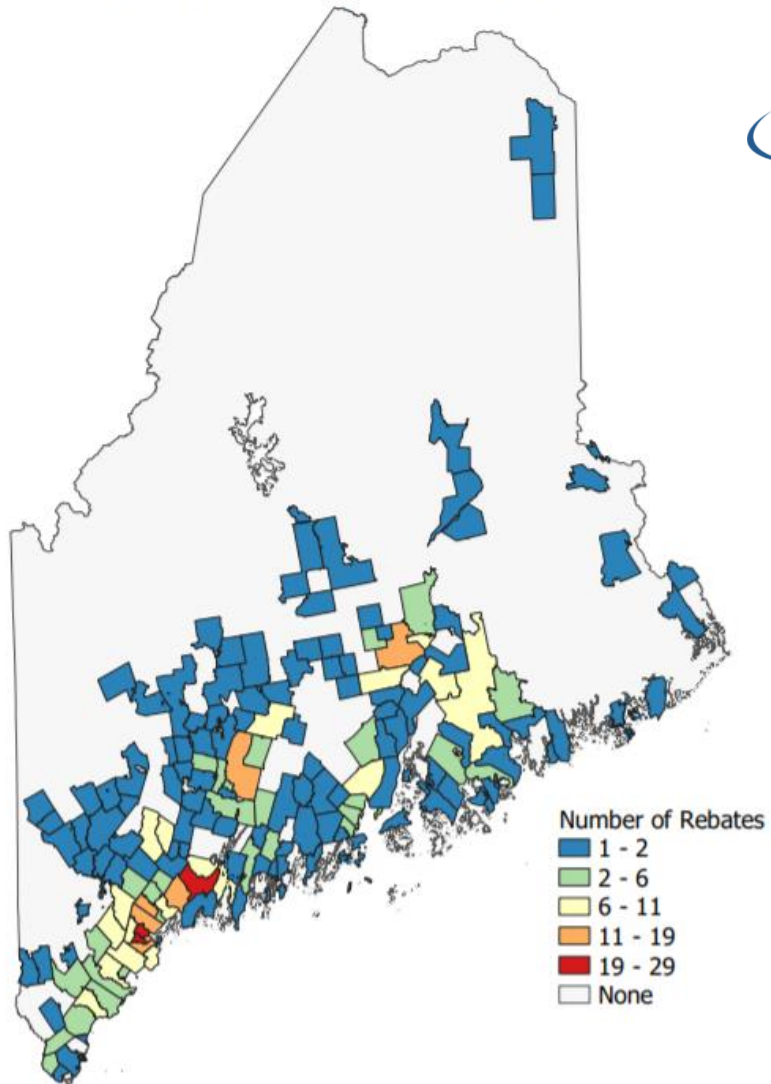 Number of Rebates
1 - 2
2 - 6
6 - 11
11 - 19
19 - 29
None